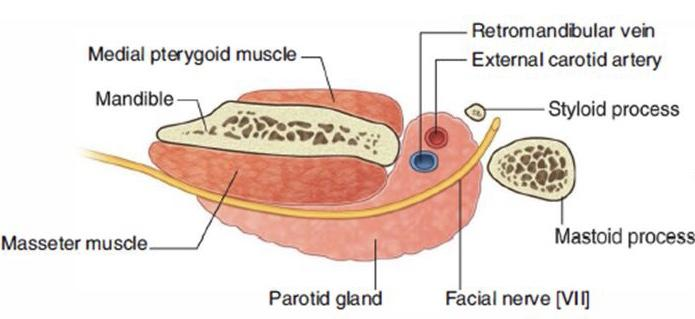 Retromandibular vein
Medial pterygoid muscle
External carotid artery
Mandible
Styloid process
Masseter muscle
Mastoid process
Parotid gland
Facial nerve [VII]